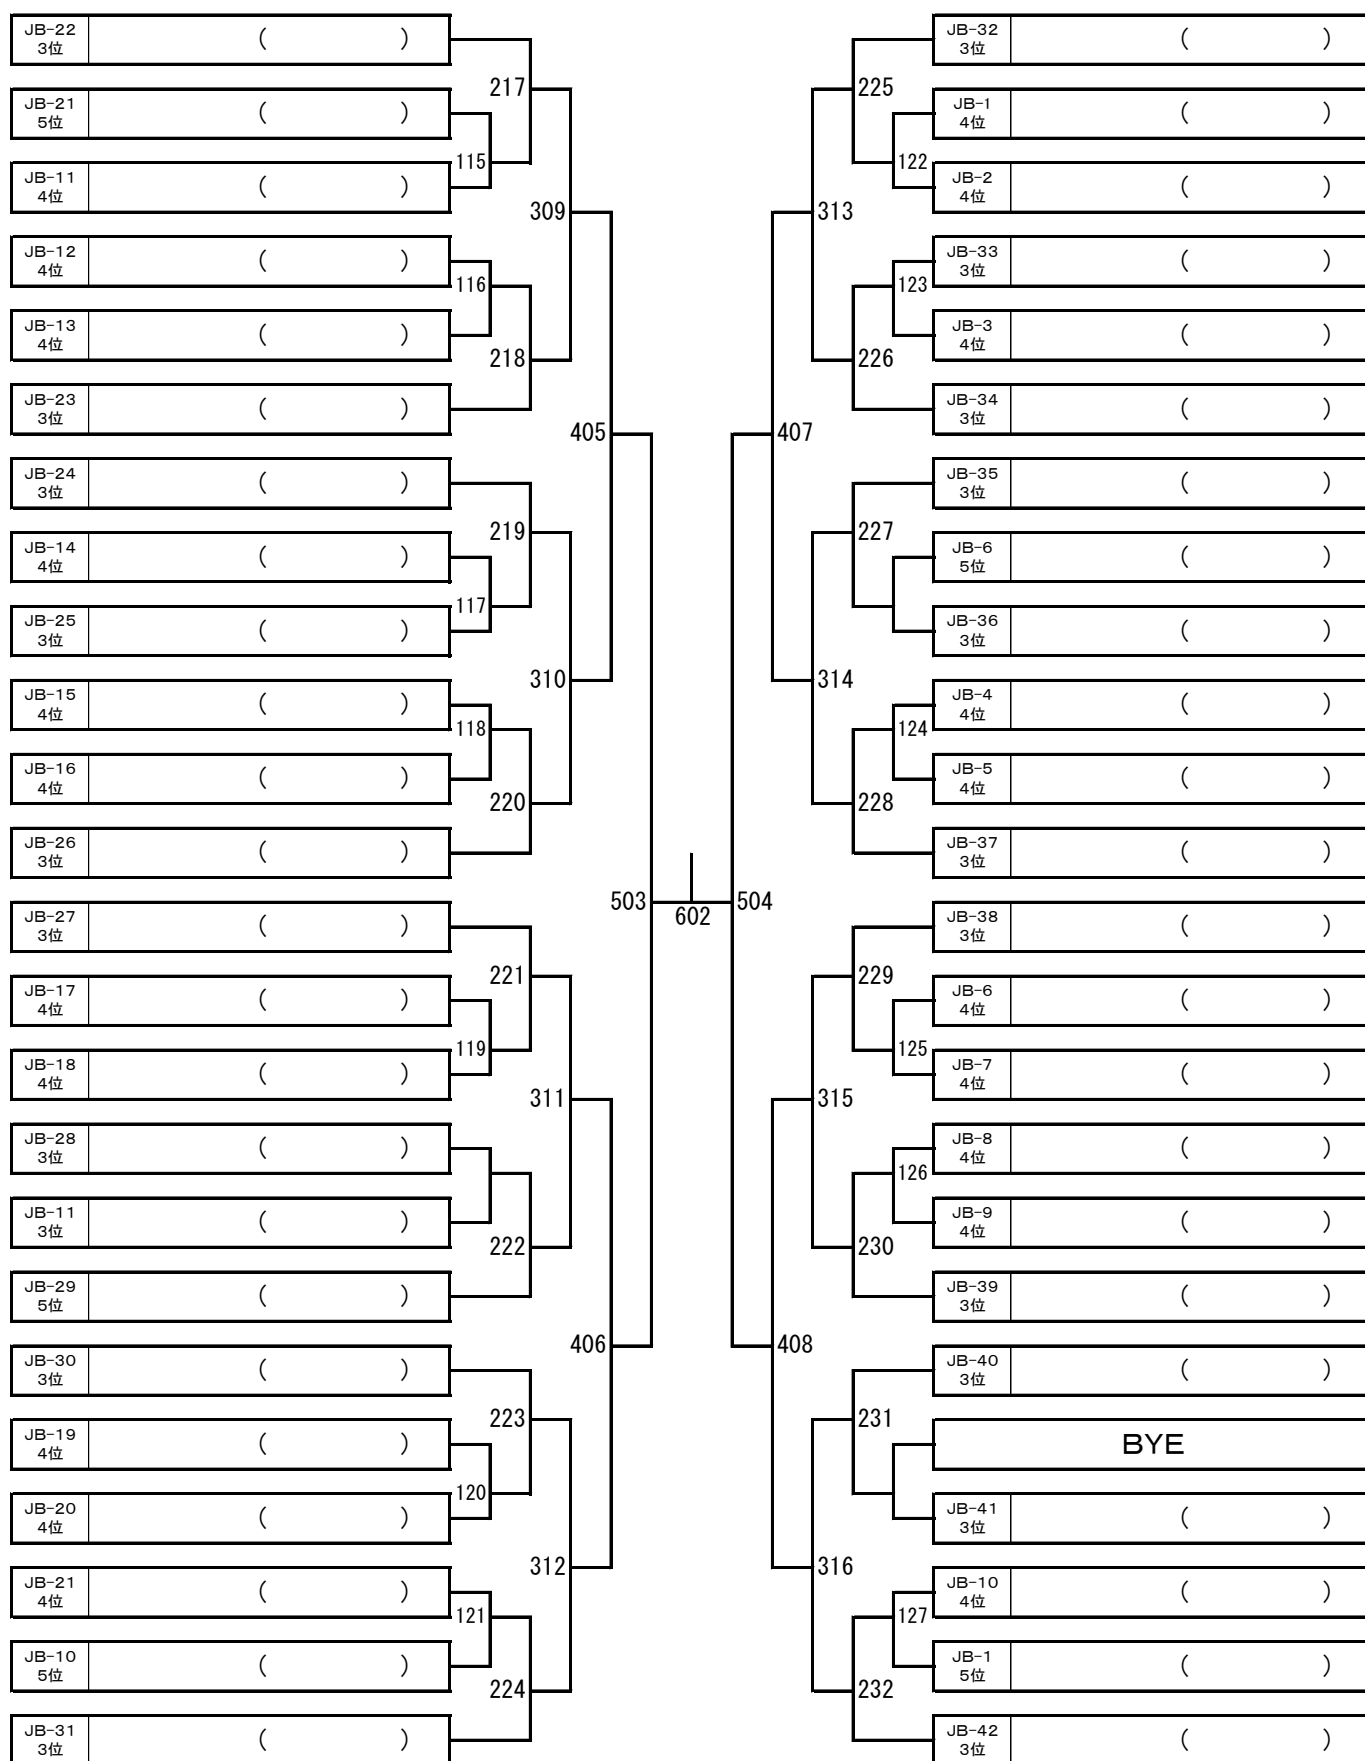 JB-22
3位 ( )
JB-21
5位 ( )
JB-11
4位 ( )
JB-12
4位 ( )
JB-13
4位 ( )
JB-23
3位 ( )
JB-24
3位 ( )
JB-14
4位 ( )
JB-25
3位 ( )
JB-15
4位 ( )
JB-16
4位 ( )
JB-26
3位 ( )
JB-27
3位 ( )
JB-17
4位 ( )
JB-18
4位 ( )
JB-28
3位 ( )
JB-11
3位 ( )
JB-29
5位 ( )
JB-30
3位 ( )
JB-19
4位 ( )
JB-20
4位 ( )
JB-21
4位 ( )
JB-10
5位 ( )
JB-31
3位 ( )
115
116
117
118
119
120
121
217
218
219
220
221
222
223
224
309
310
311
312
405
406
503
602
504
407
408
313
314
315
316
225
226
227
228
229
230
231
232
122
123
124
125
126
127
JB-32
3位 ( )
JB-1
4位 ( )
JB-2
4位 ( )
JB-33
3位 ( )
JB-3
4位 ( )
JB-34
3位 ( )
JB-35
3位 ( )
JB-6
5位 ( )
JB-36
3位 ( )
JB-4
4位 ( )
JB-5
4位 ( )
JB-37
3位 ( )
JB-38
3位 ( )
JB-6
4位 ( )
JB-7
4位 ( )
JB-8
4位 ( )
JB-9
4位 ( )
JB-39
3位 ( )
JB-40
3位 ( )
BYE
JB-41
3位 ( )
JB-10
4位 ( )
JB-1
5位 ( )
JB-42
3位 ( )